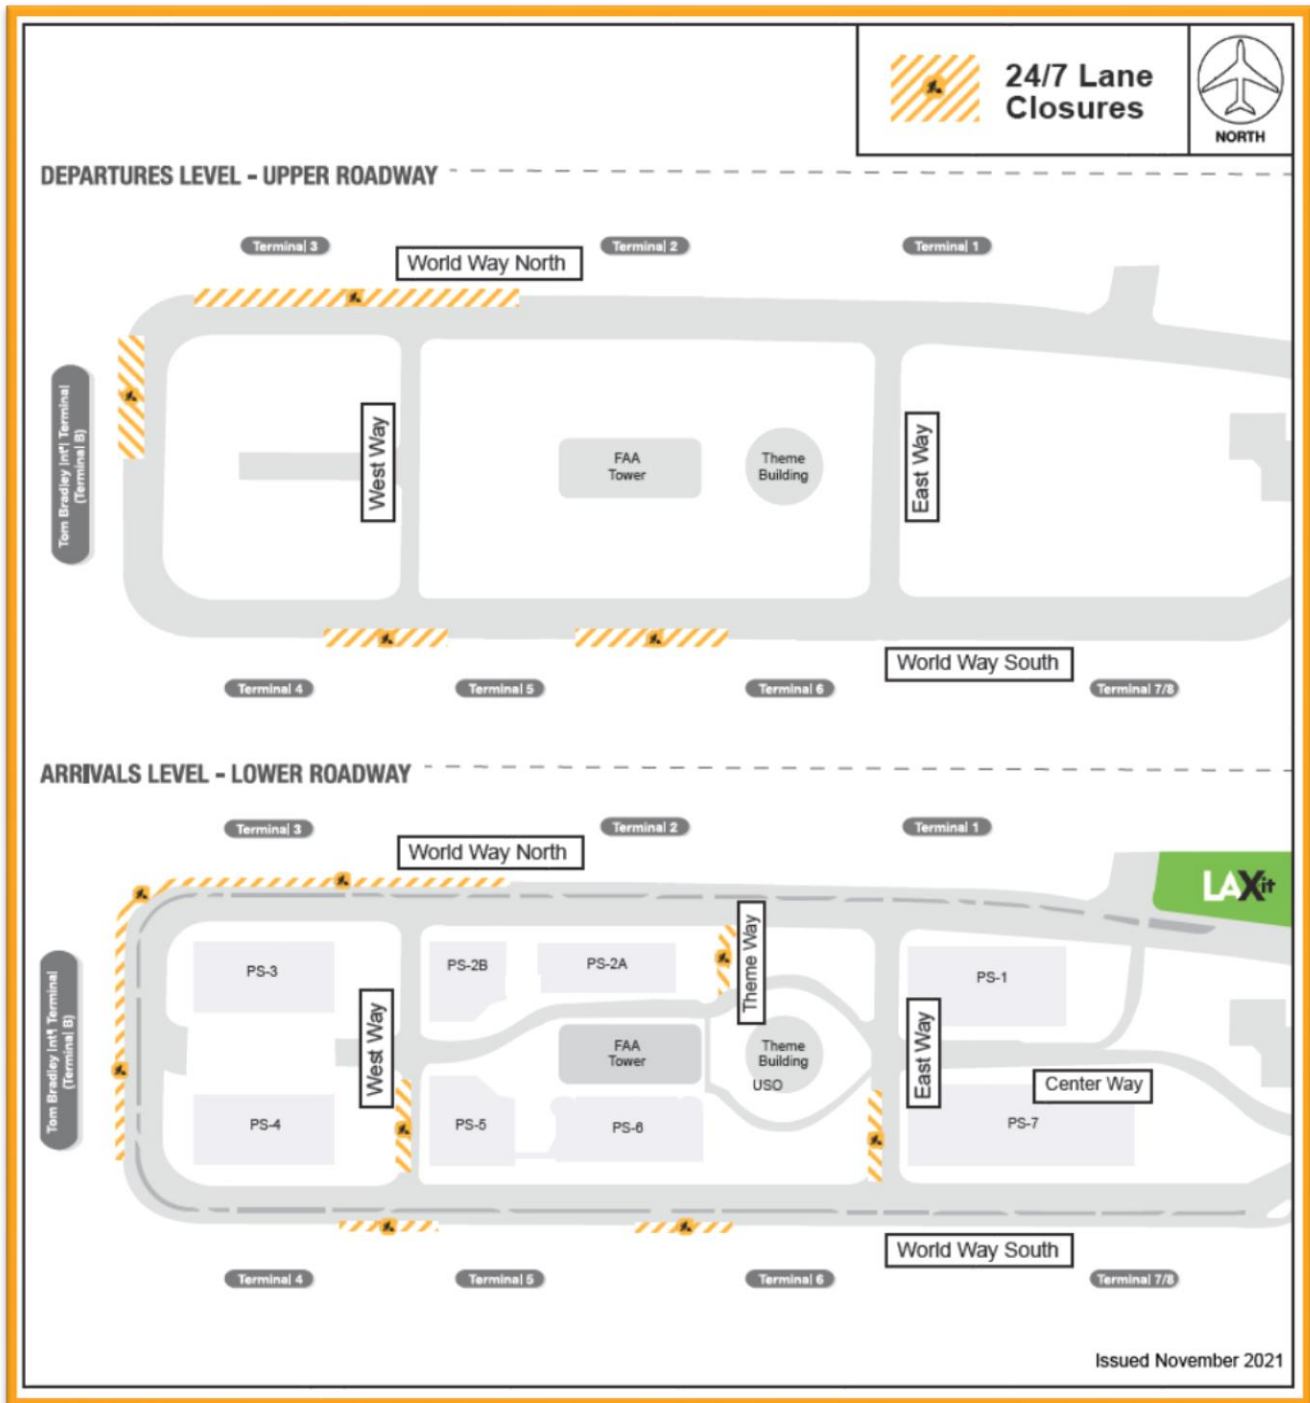 24/7 Lane
Closures
NORTH
DEPARTURES LEVEL - UPPER ROADWAY
Terminal 3
Terminal 2
Terminal 1
World Way North
Tom Bradley Int'l Terminal
(Terminal B)
West Way
FAA
Tower
Theme
Building
East Way
World Way South
Terminal 4
Terminal 5
Terminal 6
Terminal 7/8
ARRIVALS LEVEL - LOWER ROADWAY
Terminal 3
Terminal 2
Terminal 1
World Way North
LAXit
Theme Way
PS-3
PS-2B
PS-2A
PS-1
Tom Bradley Int'l Terminal
(Terminal B)
West Way
FAA
Tower
Theme
Building
USO
East Way
Center Way
PS-4
PS-5
PS-6
PS-7
World Way South
Terminal 4
Terminal 5
Terminal 6
Terminal 7/8
Issued November 2021